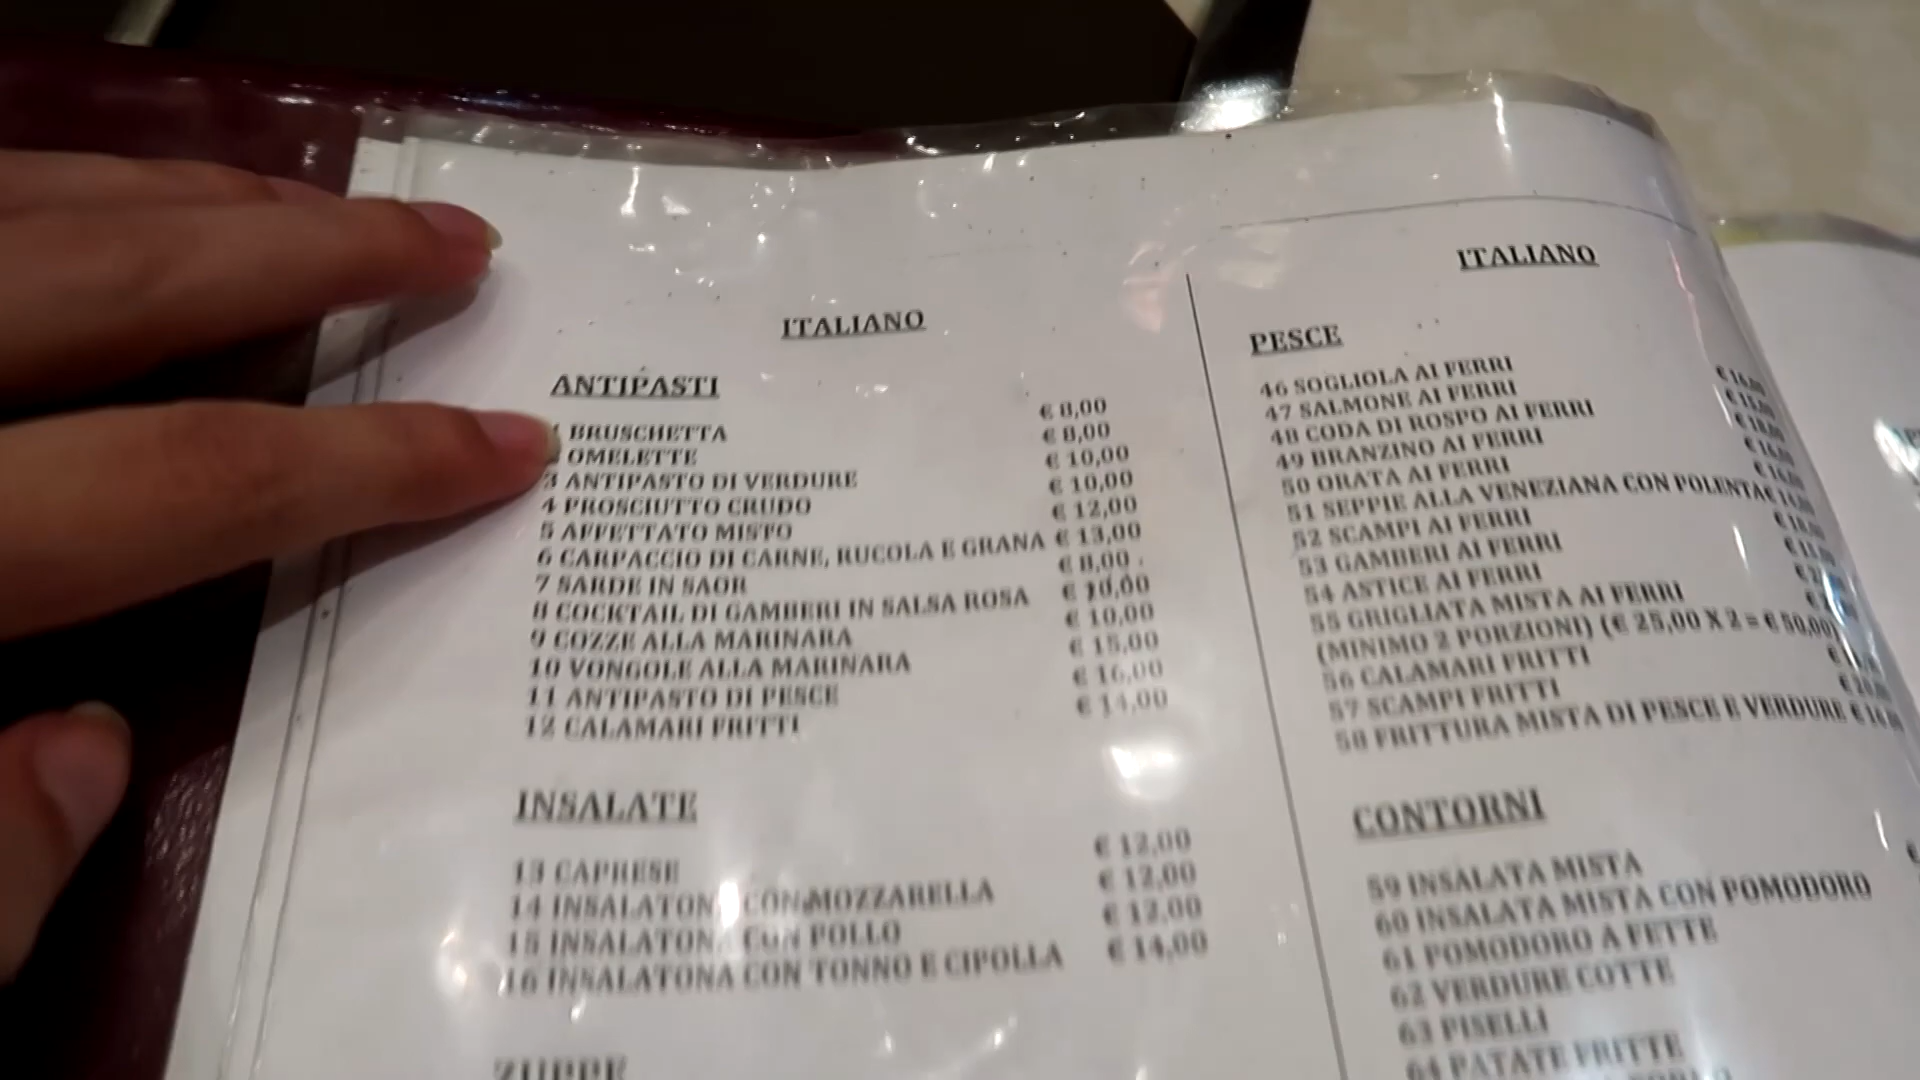 ITALIANO
ANTIPASTI
BRUSCHETTA € 8,00
OMELETTE € 8,00
3 ANTIPASTO DI VERDURE € 10,00
4 PROSCIUTTO CRUDO € 10,00
5 AFFETTATO MISTO € 12,00
6 CARPACCIO DI CARNE, RUCOLA E GRANA € 13,00
7 SARDE IN SAOR € 8,00
8 COCKTAIL DI GAMBERI IN SALSA ROSA € 10,00
9 COZZE ALLA MARINARA € 10,00
10 VONGOLE ALLA MARINARA € 15,00
11 ANTIPASTO DI PESCE € 16,00
12 CALAMARI FRITTI € 14,00
INSALATE
13 CAPRESE € 12,00
14 INSALATONA CON MOZZARELLA € 12,00
15 INSALATONA CON POLLO € 12,00
16 INSALATONA CON TONNO E CIPOLLA € 14,00
ZUPPE
ITALIANO
PESCE
46 SOGLIOLA AI FERRI
47 SALMONE AI FERRI
48 CODA DI ROSPO AI FERRI
49 BRANZINO AI FERRI
50 ORATA AI FERRI
51 SEPPIE ALLA VENEZIANA CON POLENTA €
52 SCAMPI AI FERRI
53 GAMBERI AI FERRI
54 ASTICE AI FERRI
55 GRIGLIATA MISTA AI FERRI
(MINIMO 2 PORZIONI) (€ 25,00 X 2 = € 50,00)
56 CALAMARI FRITTI
57 SCAMPI FRITTI
58 FRITTURA MISTA DI PESCE E VERDURE €
CONTORNI
59 INSALATA MISTA
60 INSALATA MISTA CON POMODORO
61 POMODORO A FETTE
62 VERDURE COTTE
63 PISELLI
64 PATATE FRITTE